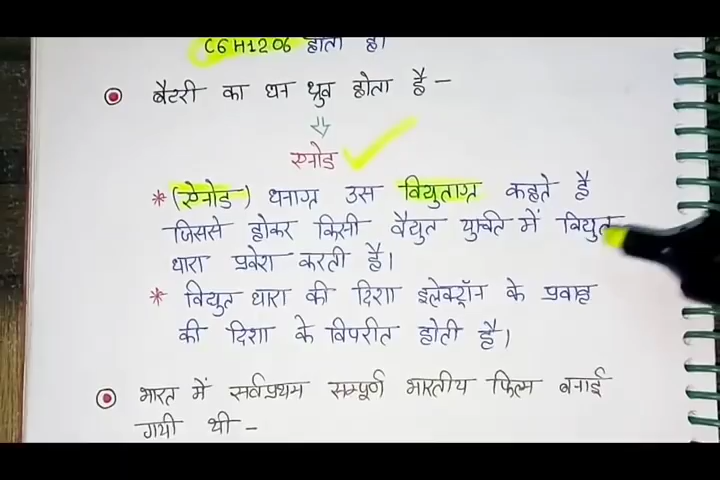 C6H12O6 होता है।
बैटरी का धन ध्रुव होता है –
एनोड
* (ऐनोड) धनाग्र उस विद्युताग्र कहते है
जिससे होकर किसी वैद्युत युक्ति में विद्युत
धारा प्रवेश करती है।
* विद्युत धारा की दिशा इलेक्ट्रॉन के प्रवाह
की दिशा के विपरीत होती है।
भारत में सर्वप्रथम सम्पूर्ण भारतीय फिल्म बनाई
गयी थी –